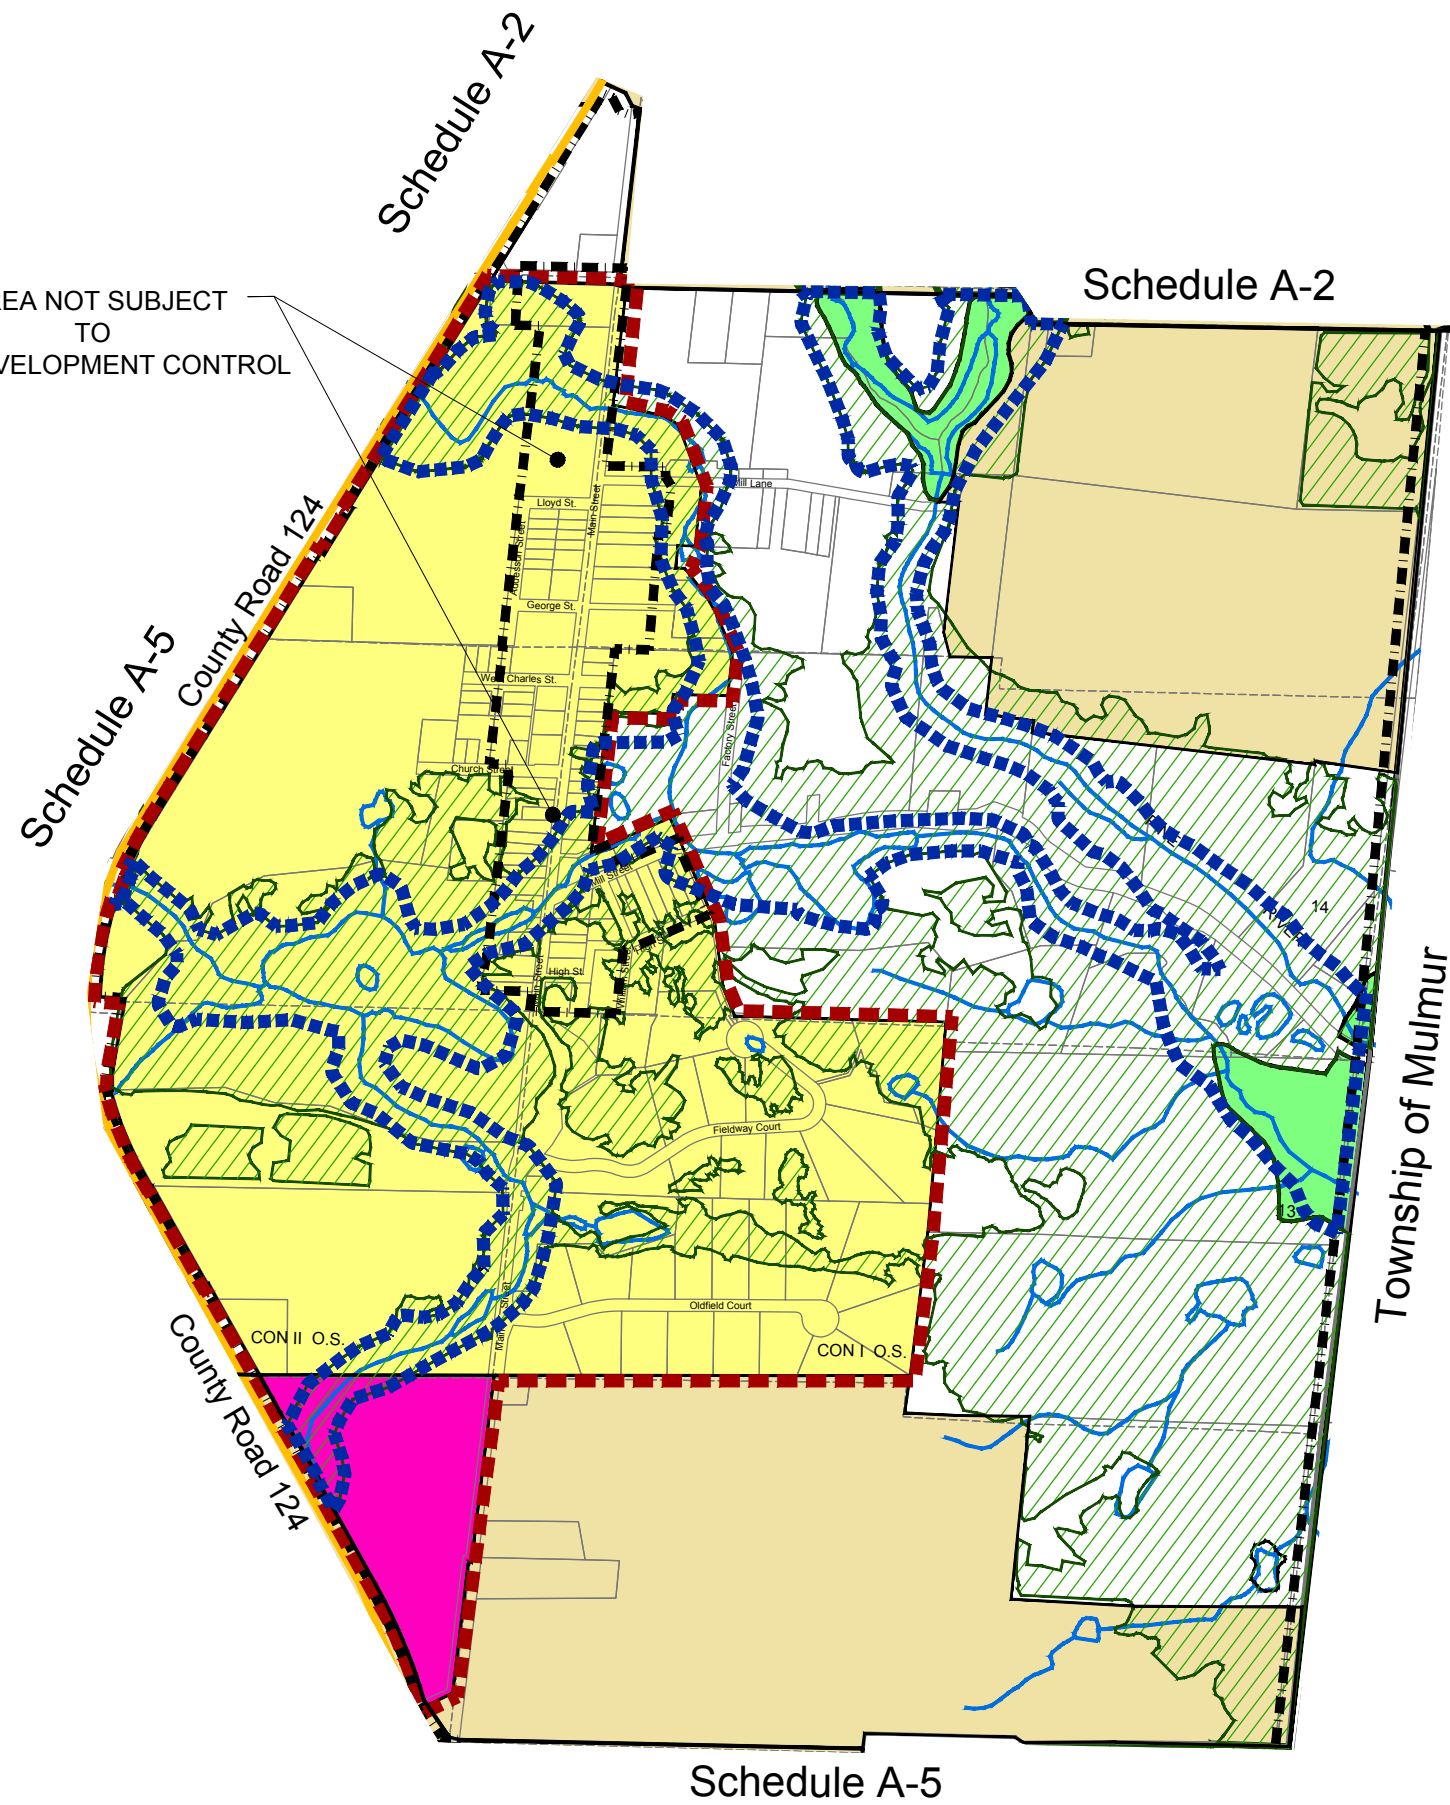 Schedule A-2
Schedule A-2
EA NOT SUBJECT
TO
VELOPMENT CONTROL
County Road 124
Schedule A-5
Lloyd St.
Main Street
George St.
ill Lane
Charles St.
Factory Street
Church Street
Mill Street
High St
Fieldway Court
Oldfield Court
CON II O.S.
CON I O.S.
14
13
Township of Mulmur
County Road 124
Schedule A-5